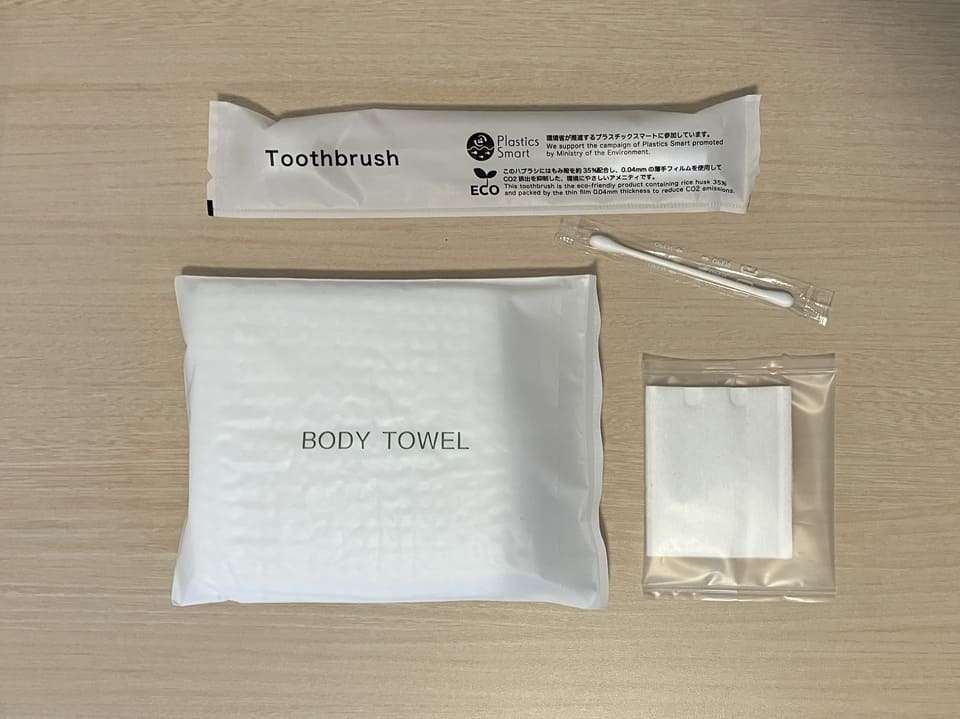 Toothbrush
Plastics
Smart
環境省が推進するプラスチックスマートに参加しています。
We support the campaign of Plastics Smart promoted
by Ministry of the Environment.
ECO
このハブラシにはもみ殻を約35%配合し、0.04mmの薄手フィルムを使用して
CO2排出を抑制した、環境にやさしいアメニティです。
This toothbrush is the eco-friendly product containing rice husk 35%
and packed by the thin film 0.04mm thickness to reduce CO2 emissions.
BODY TOWEL